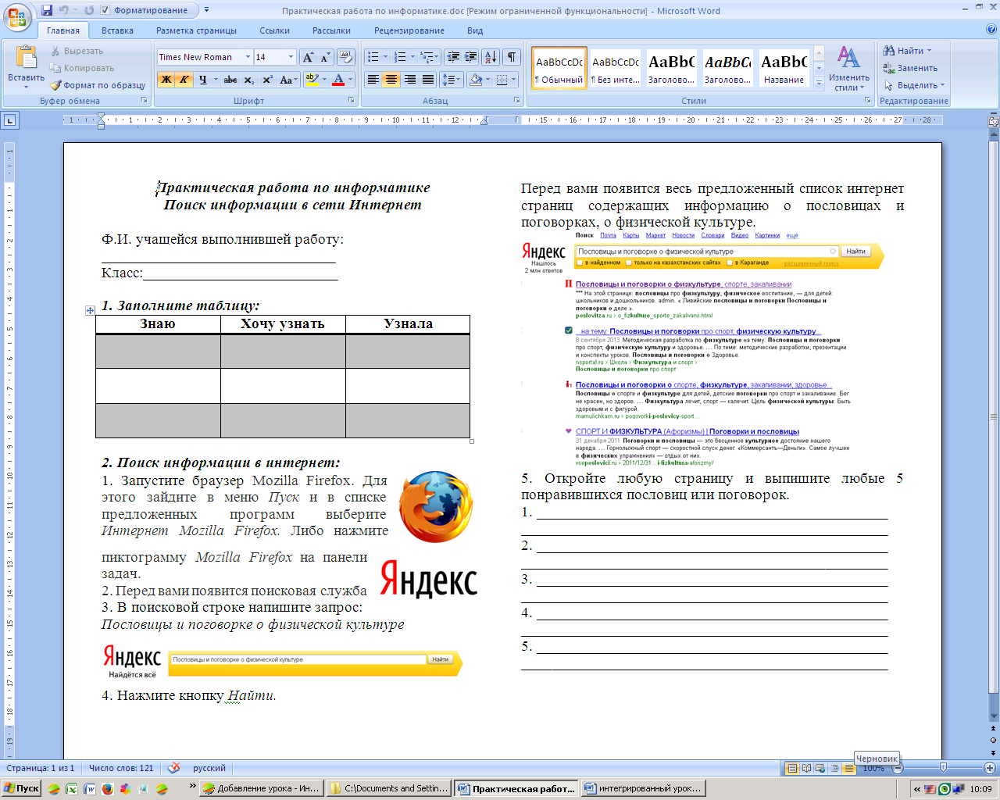 Практическая работа по информатике.doc [Режим ограниченной функциональности] - Microsoft Word
Форматирование
Главная Вставка Разметка страницы Ссылки Рассылки Рецензирование Вид
Вставить
Вырезать
Копировать
Формат по образцу
Буфер обмена
Times New Roman 14
Ж К Ч abc x₂ x² Aa
Шрифт
Абзац
AaBbCcDc AaBbCcDc AaBbC AaBbCc AaBbC
¶ Обычный ¶ Без инте... Заголово... Заголово... Название
Изменить стили
Стили
Найти
Заменить
Выделить
Редактирование
Практическая работа по информатике
Поиск информации в сети Интернет
Ф.И. учащейся выполнившей работу:
Класс:
1. Заполните таблицу:
Знаю Хочу узнать Узнала
2. Поиск информации в интернет:
1. Запустите браузер Mozilla Firefox. Для
этого зайдите в меню Пуск и в списке
предложенных программ выберите
Интернет Mozilla Firefox. Либо нажмите
пиктограмму Mozilla Firefox на панели
задач.
2. Перед вами появится поисковая служба
Яндекс
3. В поисковой строке напишите запрос:
Пословицы и поговорке о физической культуре
Яндекс
Найдётся всё
Пословицы и поговорке о физической культуре
Найти
4. Нажмите кнопку Найти.
Перед вами появится весь предложенный список интернет
страниц содержащих информацию о пословицах и
поговорках, о физической культуре.
Поиск Почта Карты Маркет Новости Словари Видео Картинки ещё
Яндекс
Нашлось
2 млн ответов
Пословицы и поговорке о физической культуре
Найти
в найденном только на казахстанских сайтах в Караганде расширенный поиск
Пословицы и поговорки о физкультуре, спорте, закаливании
*** На этой странице: пословицы про физкультуру, физическое воспитание, — для детей:
школьников и дошкольников. admin. « Ливийские пословицы и поговорки Пословицы и
поговорки о деле ».
poslovitza.ru › o_fizkulture_sporte_zakalivanii.html
...на тему: Пословицы и поговорки про спорт, физическую культуру...
8 сентября 2013 Методическая разработка по физкультуре на тему: Пословицы и поговорки
про спорт, физическую культуру и здоровье. ... По теме: методические разработки, презентации
и конспекты уроков. Пословицы и поговорки о Здоровье.
nsportal.ru › Школа › Физкультура и спорт ›
Пословицы и поговорки про спорт
Пословицы и поговорки о спорте, физкультуре, закаливании, здоровье...
Пословицы о спорте и физкультуре для детей, детские поговорки про спорт и закаливание. Бег
не красен, но здоров. ... Физкультура лечит, спорт — калечит. Цель физической культуры: Быть
здоровым и с фигурой.
mamulichkam.ru › pogovorki-poslovicy-sport...
СПОРТ И ФИЗКУЛЬТУРА (Афоризмы) | Поговорки и пословицы
31 декабря 2011 Поговорки и пословицы — это бесценное культурное достояние нашего
народа. ... Горнолыжный спорт — скоростной спуск денег. «Коммерсантъ—Деньги». Самое лучшее
в физических упражнениях — отдых от них.
vseposlovici.ru › 2011/12/31...i-fizkultura-aforizmy/
5. Откройте любую страницу и выпишите любые 5
понравившихся пословиц или поговорок.
1.
2.
3.
4.
5.
Черновик
Страница: 1 из 1 Число слов: 121 русский 100%
Пуск
Добавление урока - Ин...
C:\Documents and Settin...
Практическая работ...
интегрированный урок...
10:09